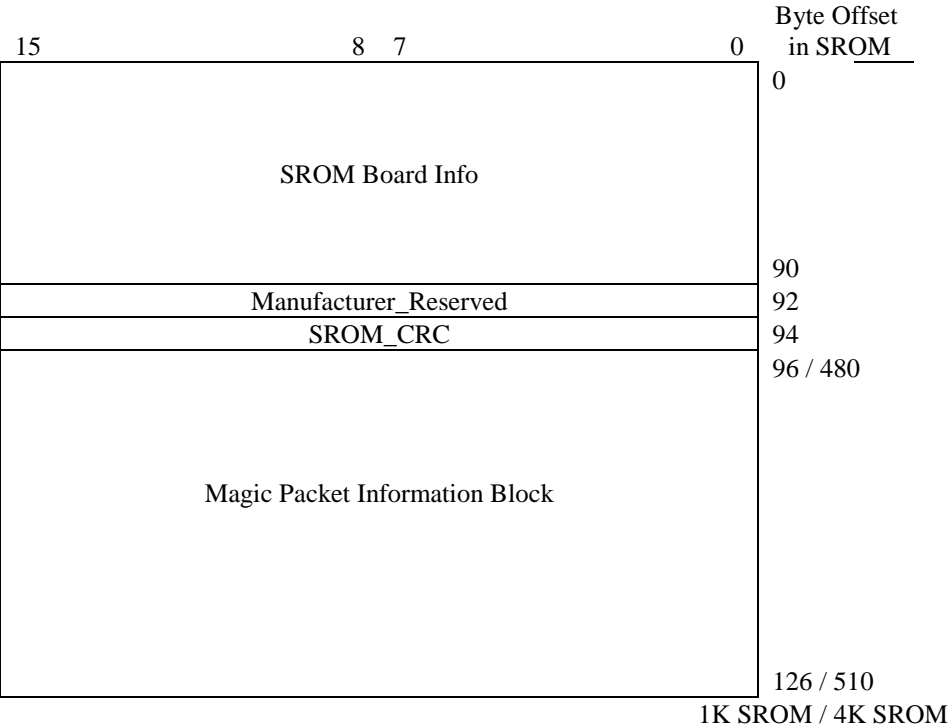 Byte Offset
15 8 7 0 in SROM
0
SROM Board Info
90
Manufacturer_Reserved 92
SROM_CRC 94
96 / 480
Magic Packet Information Block
126 / 510
1K SROM / 4K SROM